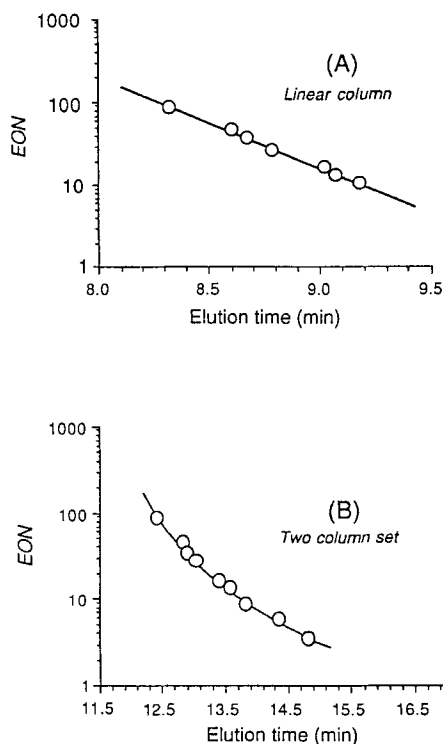 1000
(A)
Linear column
100
EON
10
1
8.0 8.5 9.0 9.5
Elution time (min)
1000
(B)
Two column set
100
EON
10
1
11.5 12.5 13.5 14.5 15.5 16.5
Elution time (min)